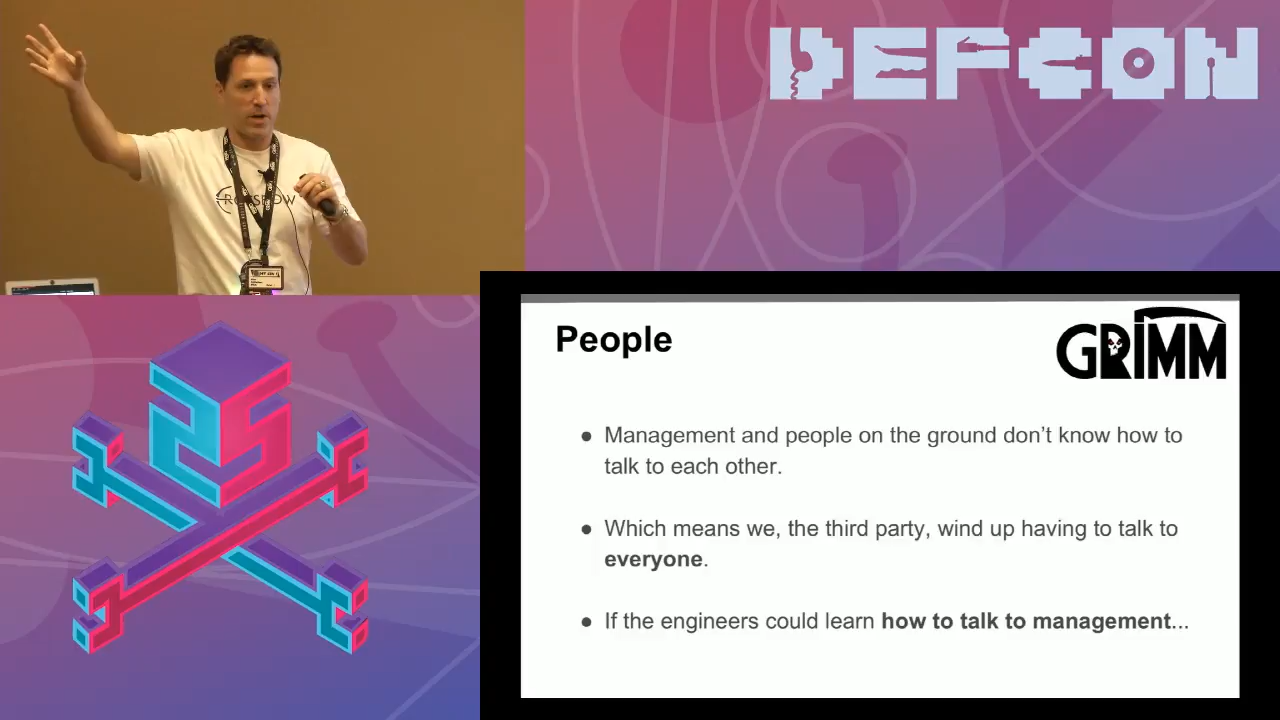 DEFCON
25
People
GRIMM
● Management and people on the ground don’t know how to
talk to each other.
● Which means we, the third party, wind up having to talk to
everyone.
● If the engineers could learn how to talk to management...